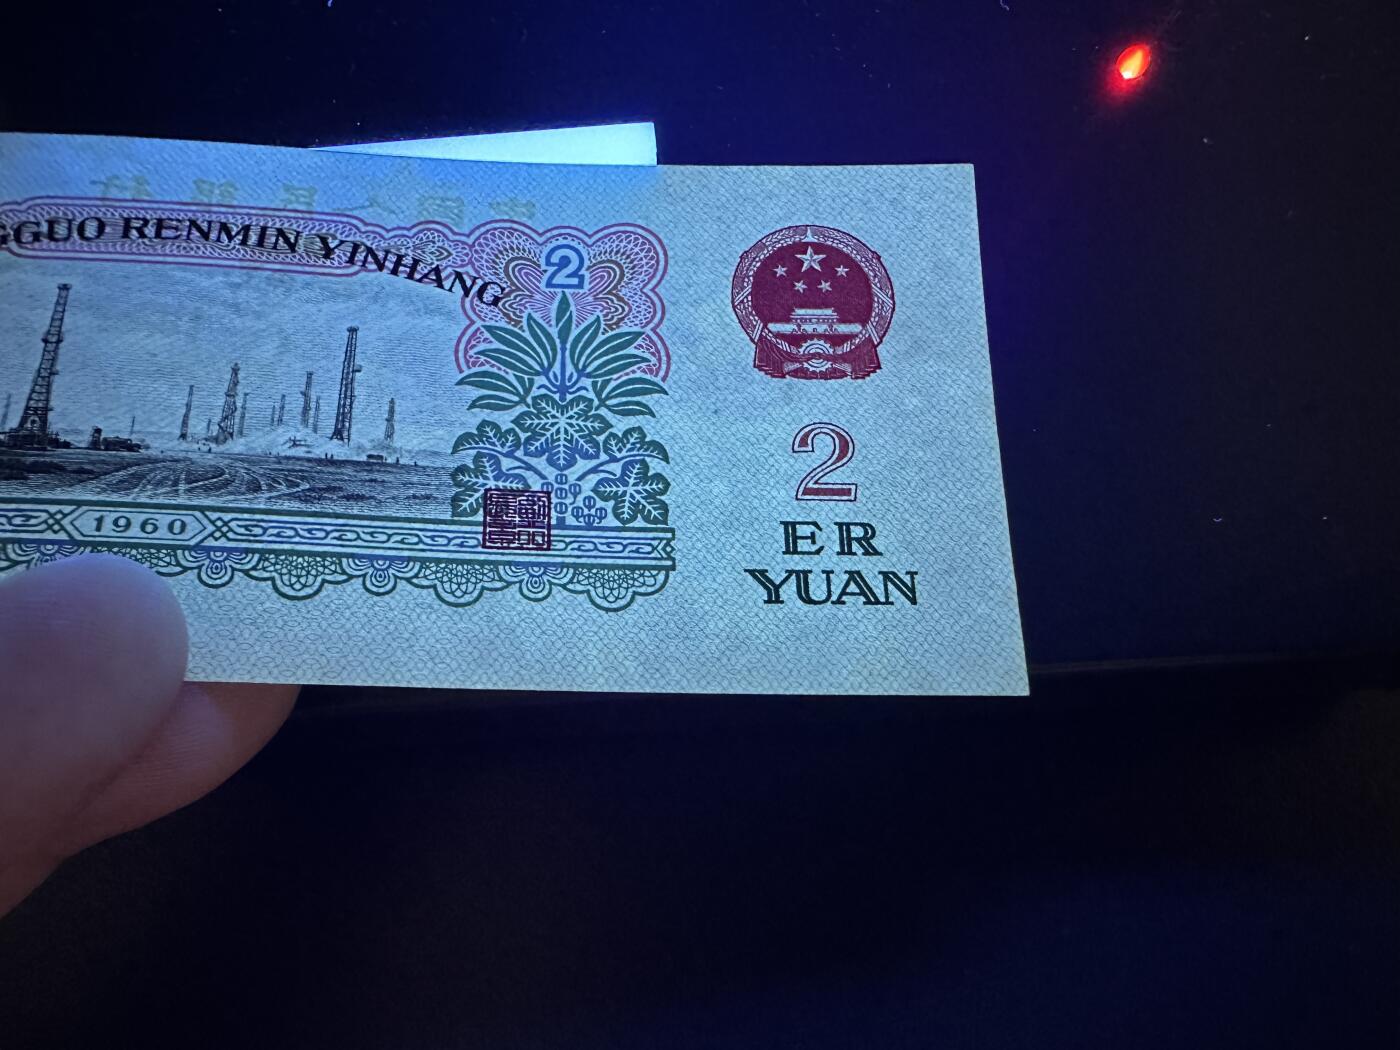 GGUO RENMIN YINHANG
2
1960
2
ER
YUAN